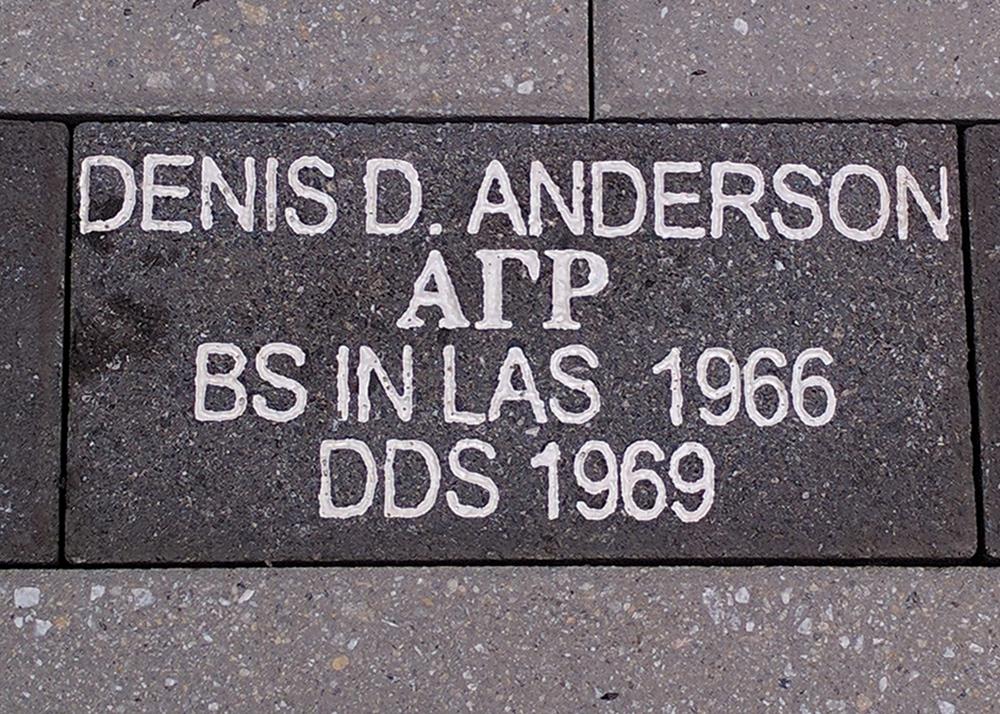 DENIS D. ANDERSON
ΑΓΡ
BS IN LAS 1966
DDS 1969